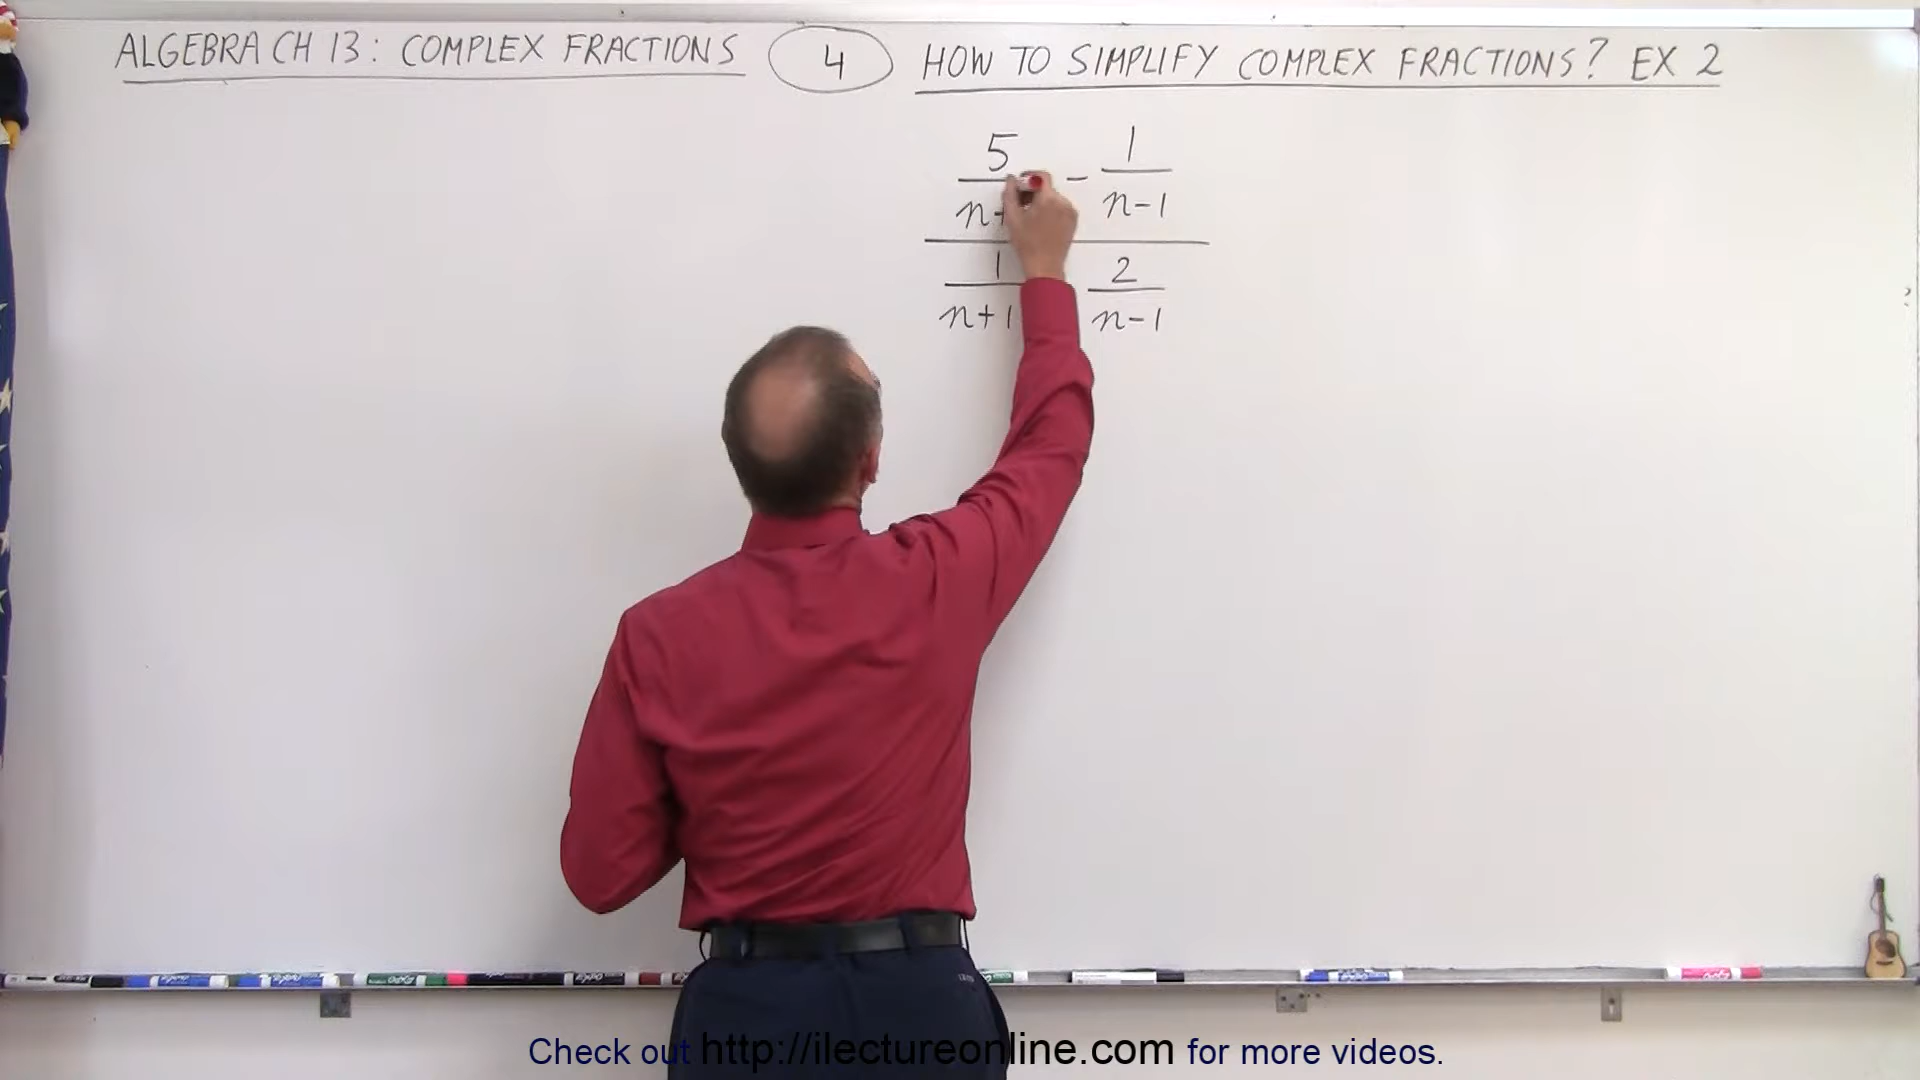 ALGEBRA CH 13: COMPLEX FRACTIONS 4 HOW TO SIMPLIFY COMPLEX FRACTIONS? EX 2
5 1
n+ - n-1
1 2
n+1 n-1
Check out http://ilectureonline.com for more videos.